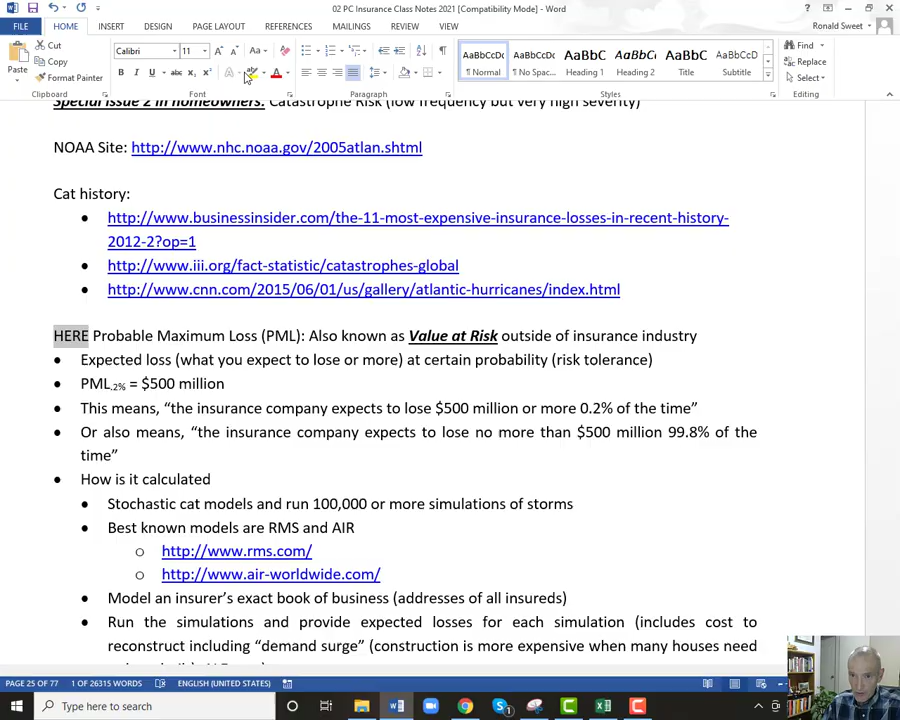 02 PC Insurance Class Notes 2021 [Compatibility Mode] - Word
FILE HOME INSERT DESIGN PAGE LAYOUT REFERENCES MAILINGS REVIEW VIEW Ronald Sweet
Paste Cut Copy Format Painter Clipboard
Calibri 11 Font
Paragraph
AaBbCcDc ¶ Normal AaBbCcDc ¶ No Spac... AaBbC Heading 1 AaBbCc Heading 2 AaBbC Title AaBbCcD Subtitle Styles
Find Replace Select Editing
Special Issue 2 in homeowners: Catastrophe Risk (low frequency but very high severity)
NOAA Site: http://www.nhc.noaa.gov/2005atlan.shtml
Cat history:
• http://www.businessinsider.com/the-11-most-expensive-insurance-losses-in-recent-history-
2012-2?op=1
• http://www.iii.org/fact-statistic/catastrophes-global
• http://www.cnn.com/2015/06/01/us/gallery/atlantic-hurricanes/index.html
HERE Probable Maximum Loss (PML): Also known as Value at Risk outside of insurance industry
• Expected loss (what you expect to lose or more) at certain probability (risk tolerance)
• PML.2% = $500 million
• This means, “the insurance company expects to lose $500 million or more 0.2% of the time”
• Or also means, “the insurance company expects to lose no more than $500 million 99.8% of the
time”
• How is it calculated
• Stochastic cat models and run 100,000 or more simulations of storms
• Best known models are RMS and AIR
o http://www.rms.com/
o http://www.air-worldwide.com/
• Model an insurer’s exact book of business (addresses of all insureds)
• Run the simulations and provide expected losses for each simulation (includes cost to
reconstruct including “demand surge” (construction is more expensive when many houses need
PAGE 25 OF 77 1 OF 26315 WORDS ENGLISH (UNITED STATES)
Type here to search